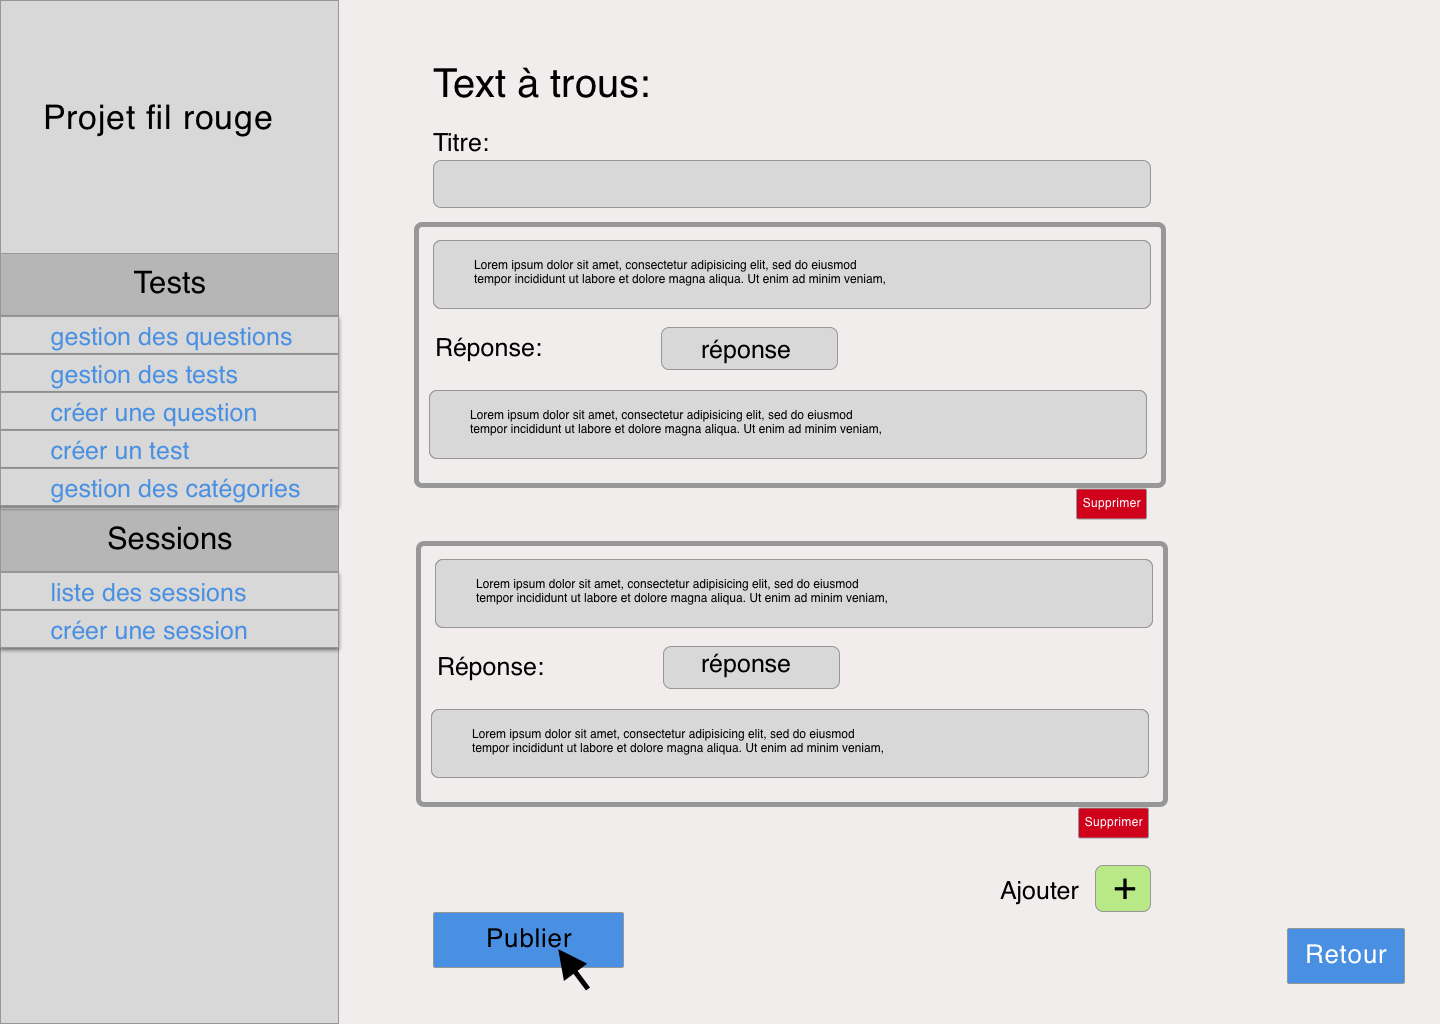 Projet fil rouge
Tests
gestion des questions
gestion des tests
créer une question
créer un test
gestion des catégories
Sessions
liste des sessions
créer une session
Text à trous:
Titre:
Lorem ipsum dolor sit amet, consectetur adipisicing elit, sed do eiusmod
tempor incididunt ut labore et dolore magna aliqua. Ut enim ad minim veniam,
Réponse:
réponse
Lorem ipsum dolor sit amet, consectetur adipisicing elit, sed do eiusmod
tempor incididunt ut labore et dolore magna aliqua. Ut enim ad minim veniam,
Supprimer
Lorem ipsum dolor sit amet, consectetur adipisicing elit, sed do eiusmod
tempor incididunt ut labore et dolore magna aliqua. Ut enim ad minim veniam,
Réponse:
réponse
Lorem ipsum dolor sit amet, consectetur adipisicing elit, sed do eiusmod
tempor incididunt ut labore et dolore magna aliqua. Ut enim ad minim veniam,
Supprimer
Ajouter +
Publier
Retour